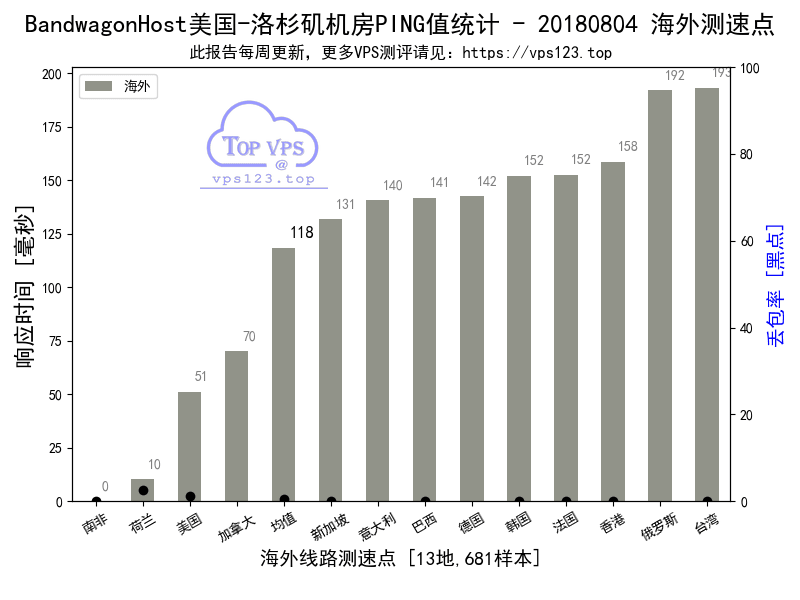 BandwagonHost美国-洛杉矶机房PING值统计 - 20180804 海外测速点
此报告每周更新，更多VPS测评请见：https://vps123.top
海外
TOP VPS
@
vps123.top
响应时间 [毫秒]
200
175
150
125
100
75
50
25
0
0
10
51
70
118
131
140
141
142
152
152
158
192
193
100
80
60
40
20
0
丢包率 [黑点]
南非
荷兰
美国
加拿大
均值
新加坡
意大利
巴西
德国
韩国
法国
香港
俄罗斯
台湾
海外线路测速点 [13地,681样本]